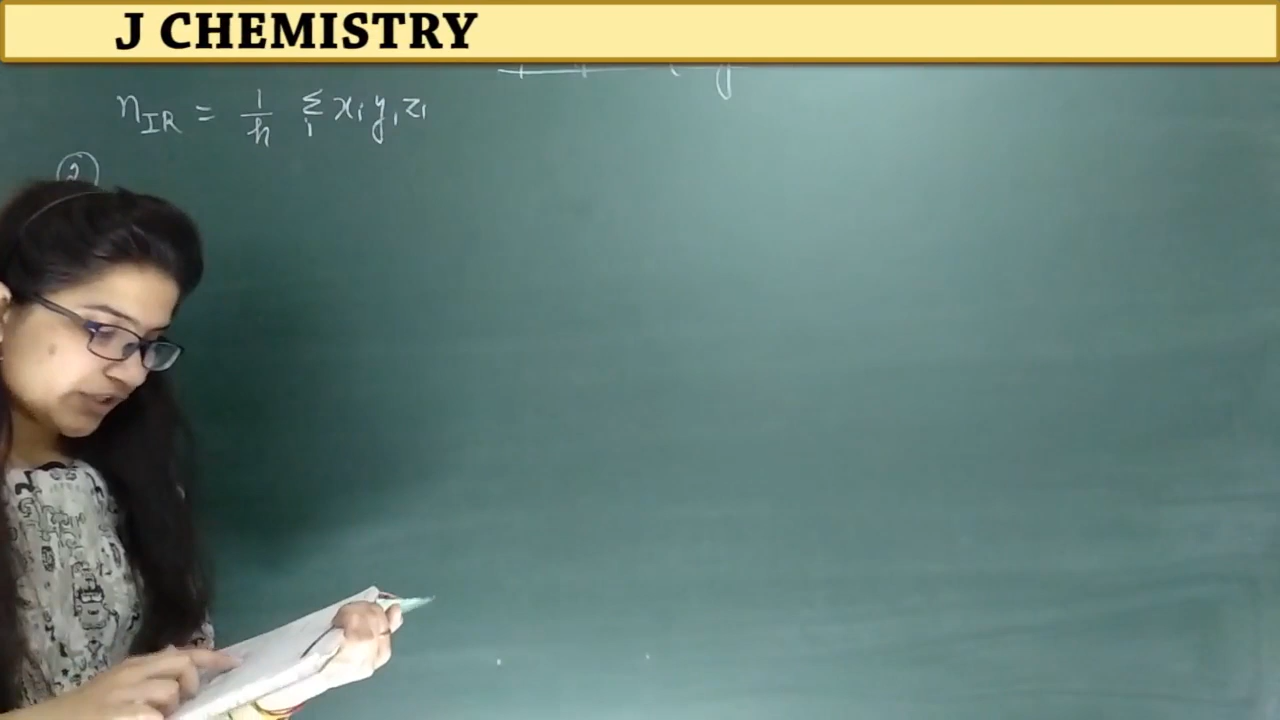 J CHEMISTRY
n_IR = 1/h Σ_i x_i y_i z_i
2